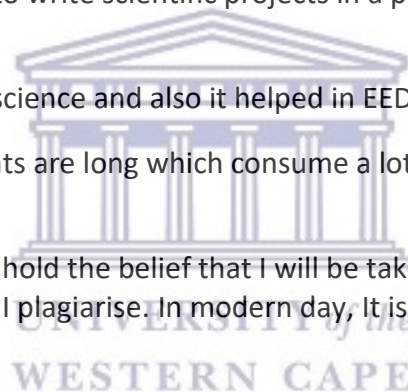 to write scientific projects in a p
science and also it helped in EED
ts are long which consume a lot
hold the belief that I will be tak
I plagiarise. In modern day, It is
UNIVERSITY of the
WESTERN CAPE